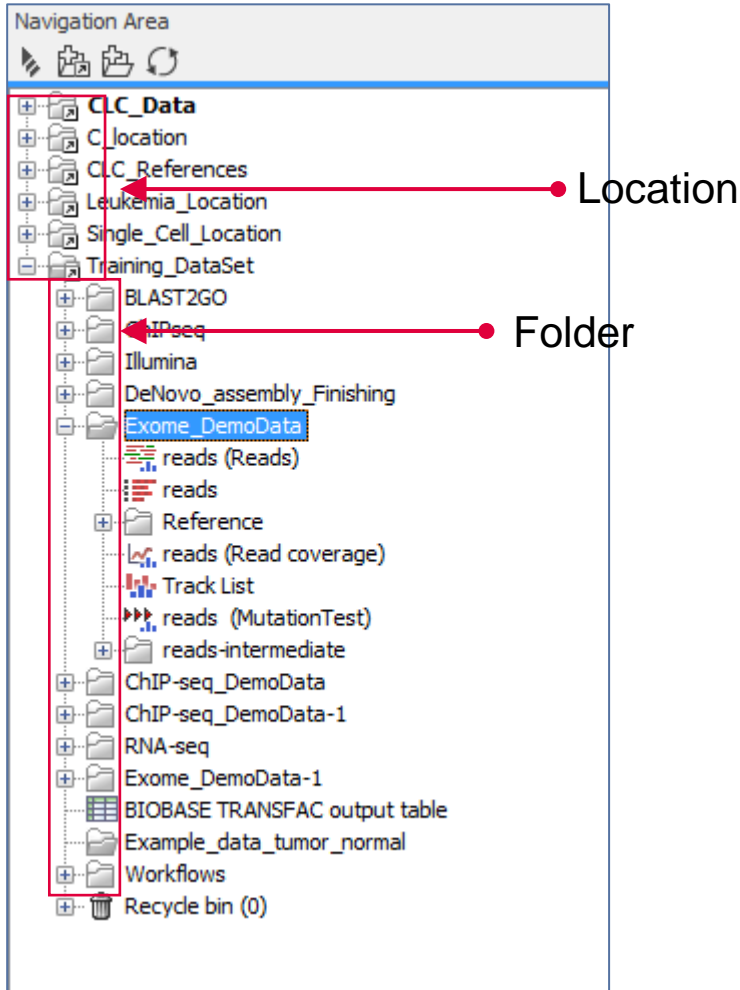 Navigation Area
CLC_Data
C_location
CLC_References
Location
Leukemia_Location
Single_Cell_Location
Training_DataSet
BLAST2GO
ChIPseq
Folder
Illumina
DeNovo_assembly_Finishing
Exome_DemoData
reads (Reads)
reads
Reference
reads (Read coverage)
Track List
reads (MutationTest)
reads-intermediate
ChIP-seq_DemoData
ChIP-seq_DemoData-1
RNA-seq
Exome_DemoData-1
BIOBASE TRANSFAC output table
Example_data_tumor_normal
Workflows
Recycle bin (0)